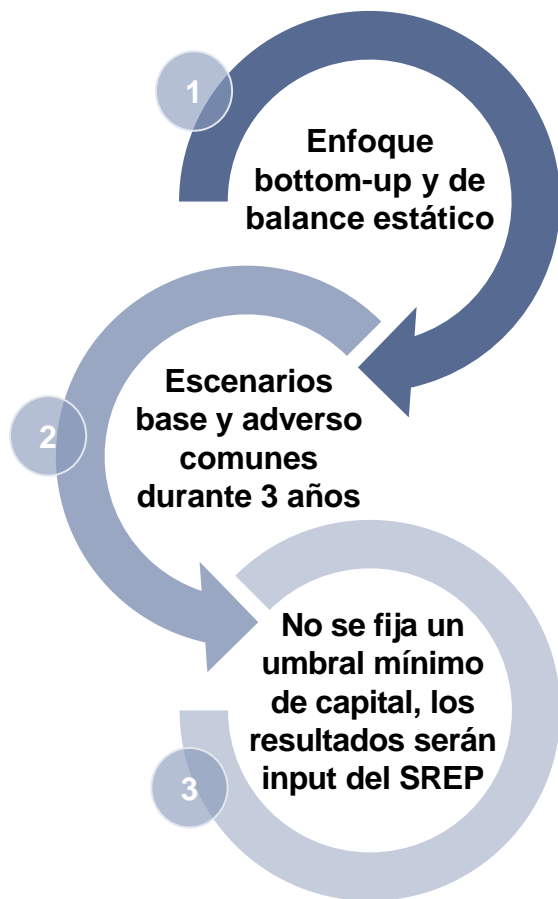 1
Enfoque
bottom-up y de
balance estático
2
Escenarios
base y adverso
comunes
durante 3 años
No se fija un
umbral mínimo
de capital, los
resultados serán
input del SREP
3